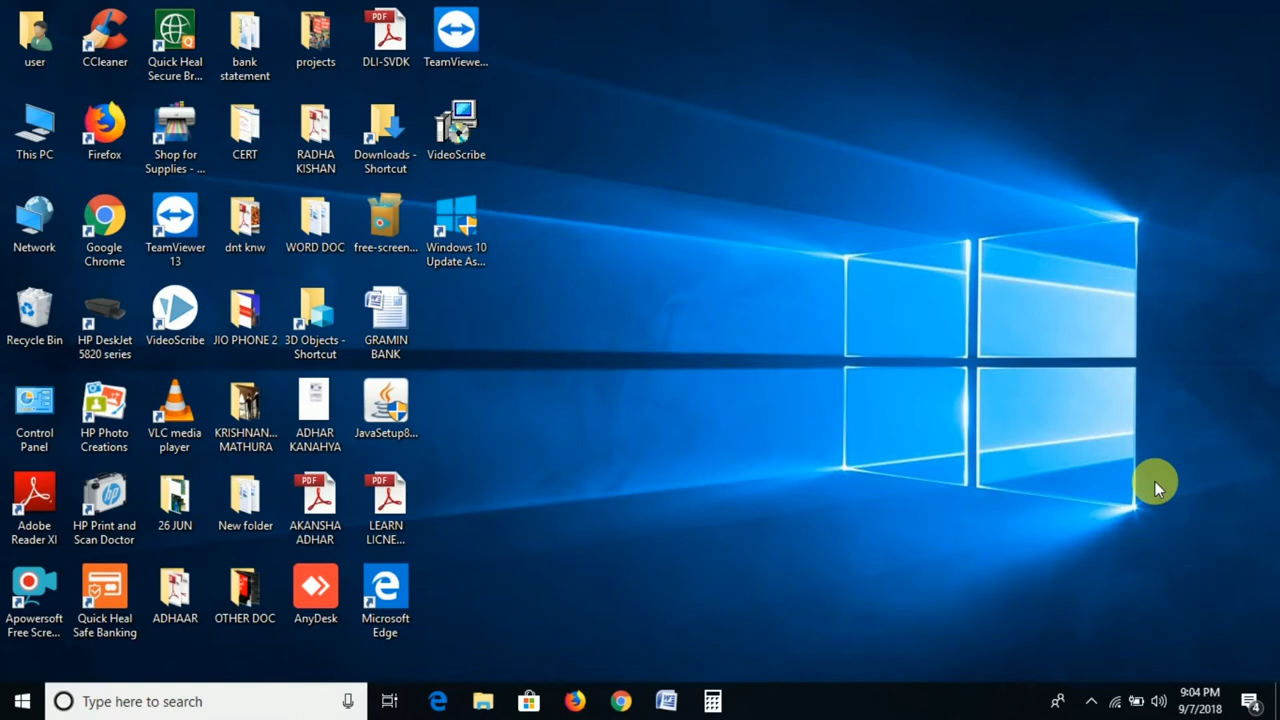 user
CCleaner
Quick Heal
Secure Br...
bank
statement
projects
PDF
DLI-SVDK
TeamViewe...
This PC
Firefox
Shop for
Supplies - ...
CERT
RADHA
KISHAN
Downloads -
Shortcut
VideoScribe
Network
Google
Chrome
TeamViewer
13
dnt knw
WORD DOC
free-screen...
Windows 10
Update As...
Recycle Bin
HP DeskJet
5820 series
VideoScribe
JIO PHONE 2
3D Objects -
Shortcut
GRAMIN
BANK
Control
Panel
HP Photo
Creations
VLC media
player
KRISHNAN...
MATHURA
ADHAR
KANAHYA
JavaSetup8...
Adobe
Reader XI
HP Print and
Scan Doctor
26 JUN
New folder
PDF
AKANSHA
ADHAR
PDF
LEARN
LICNE...
Apowersoft
Free Scre...
Quick Heal
Safe Banking
ADHAAR
OTHER DOC
AnyDesk
Microsoft
Edge
Type here to search
9:04 PM
9/7/2018
4